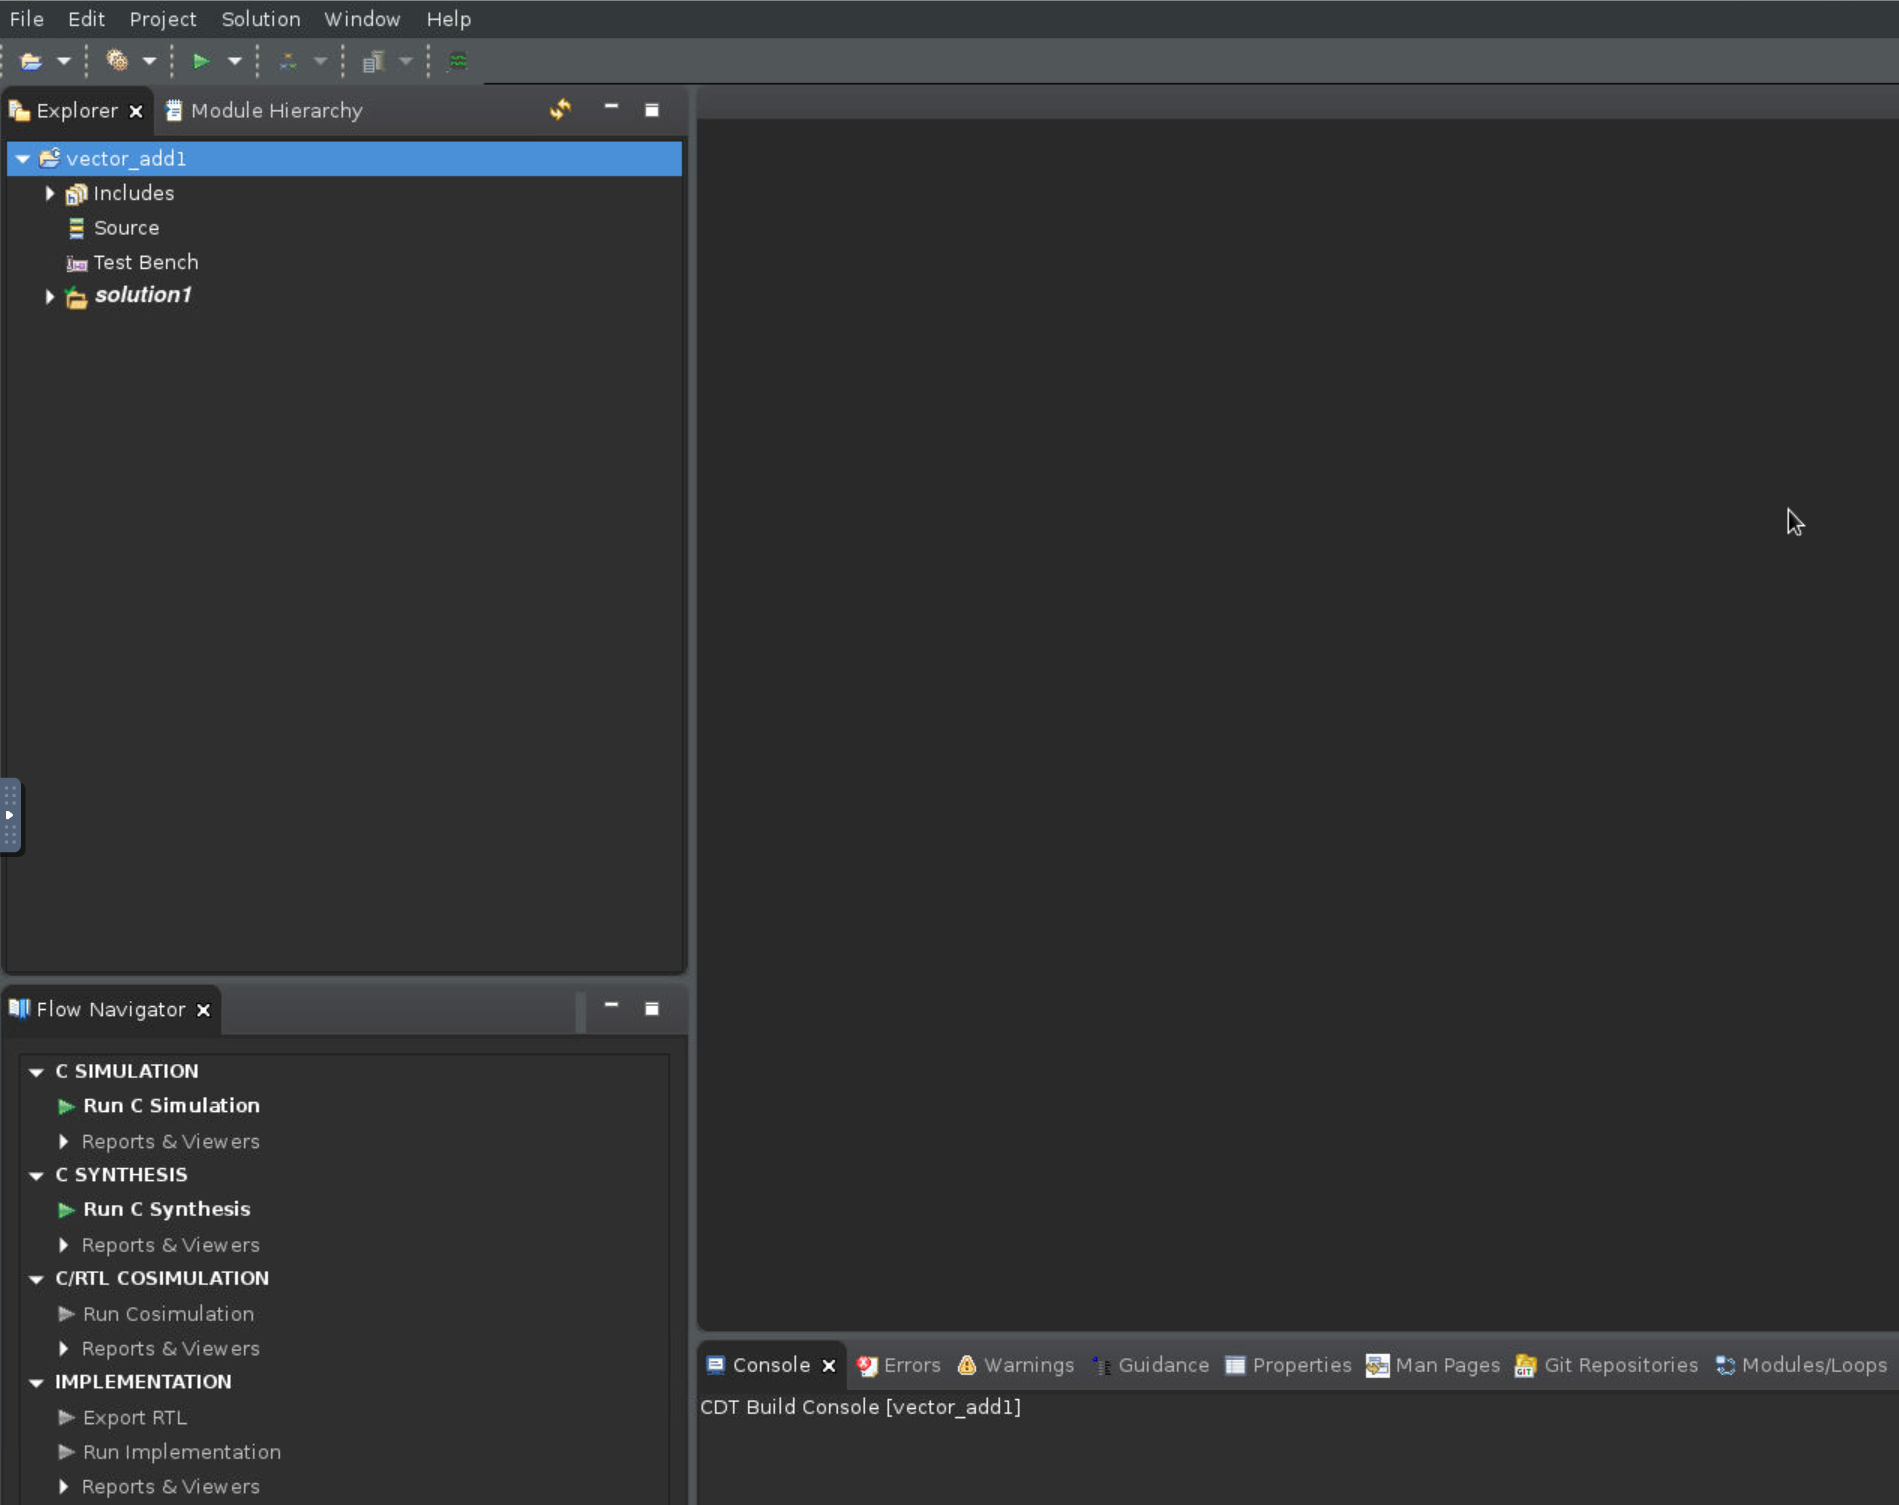 File Edit Project Solution Window Help
Explorer Module Hierarchy
vector_add1
Includes
Source
Test Bench
solution1
Flow Navigator
C SIMULATION
Run C Simulation
Reports & Viewers
C SYNTHESIS
Run C Synthesis
Reports & Viewers
C/RTL COSIMULATION
Run Cosimulation
Reports & Viewers
IMPLEMENTATION
Export RTL
Run Implementation
Reports & Viewers
Console Errors Warnings Guidance Properties Man Pages Git Repositories Modules/Loops
CDT Build Console [vector_add1]